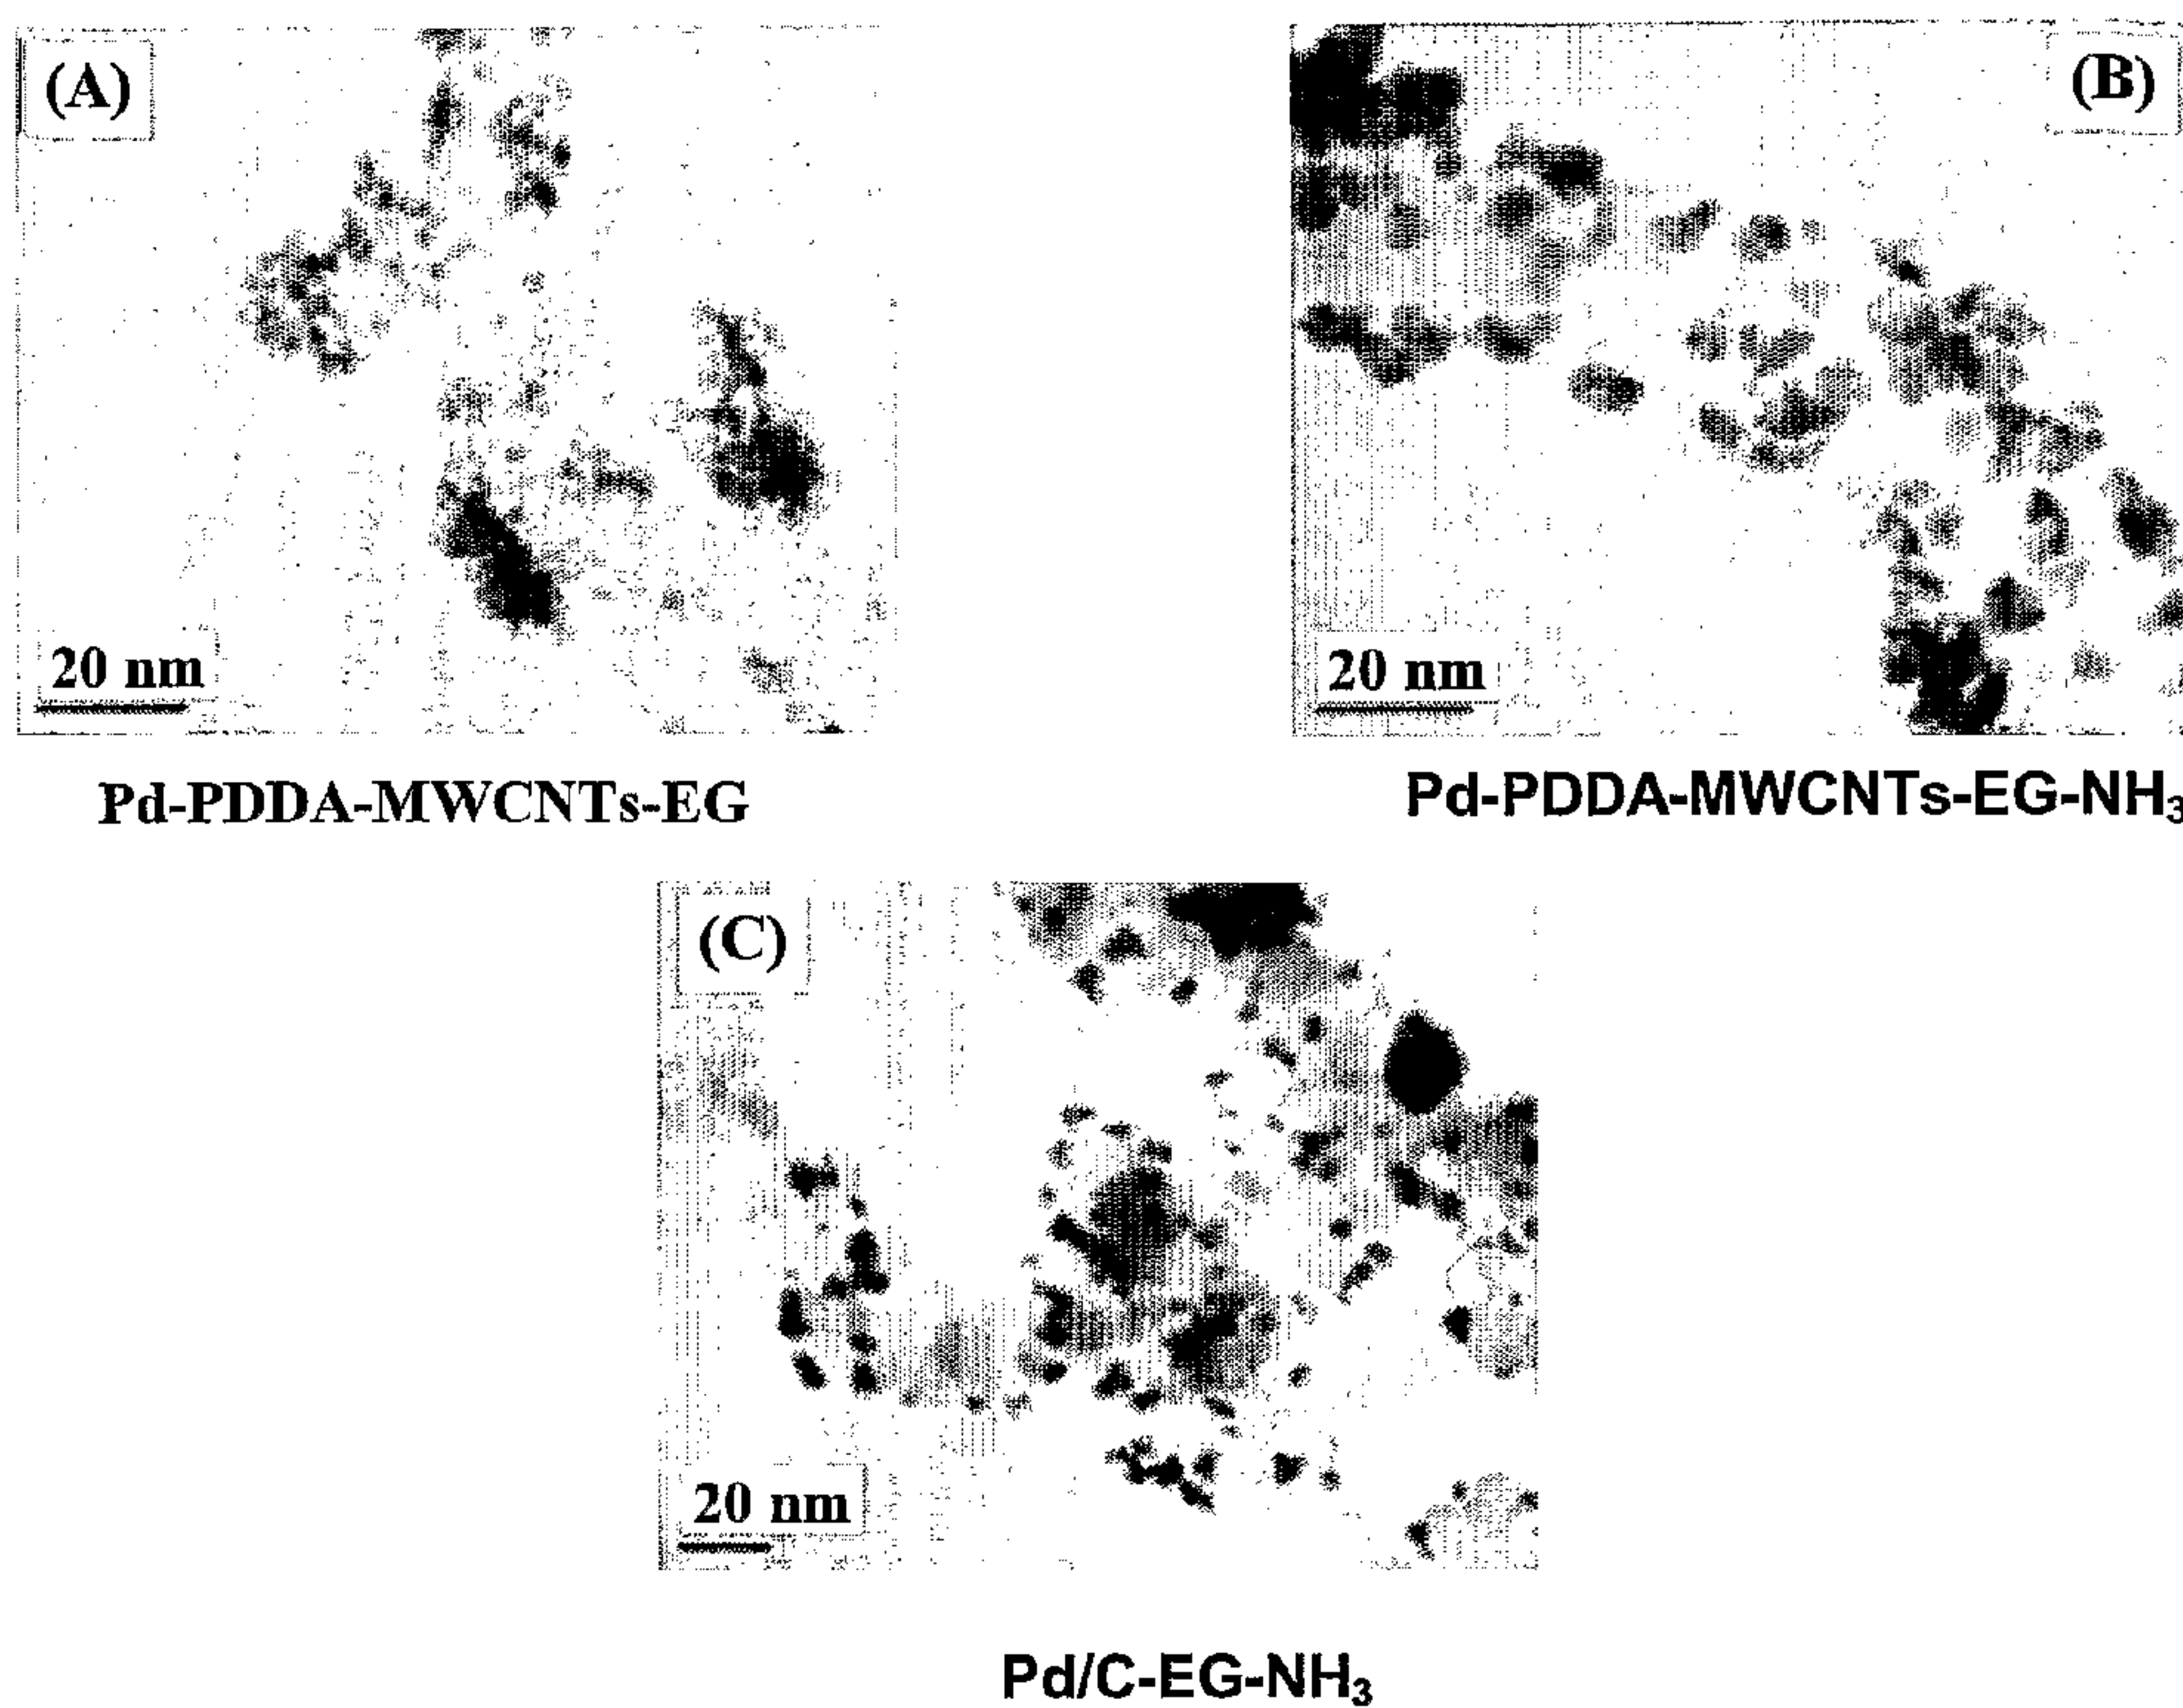 (A)
(B)
20 nm
20 nm
Pd-PDDA-MWCNTs-EG
Pd-PDDA-MWCNTs-EG-NH₃
(C)
20 nm
Pd/C-EG-NH₃